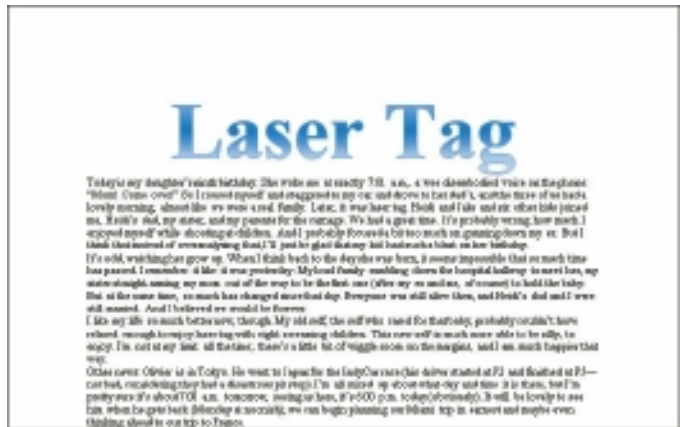 Laser Tag
Today is my daughter's ninth birthday. She woke me at exactly 7:11 a.m., a wee disembodied voice on the phone.
"Mom! Come over!" So I roused myself and staggered to my car and drove to her dad's, and the three of us had a
lovely morning, almost like we were a real family. Later, it was laser tag. Heidi and I and six other kids joined
me, Heidi's dad, my sister, and my parents for the carnage. We had a great time. It's probably wrong how much I
enjoyed myself while shooting at children. And I probably focused a bit too much on gunning down my ex. But I
think that instead of overanalyzing that, I'll just be glad that my kid had such a blast on her birthday.
It's odd, watching her grow up. When I think back to the day she was born, it seems impossible that so much time
has passed. I remember it like it was yesterday. My loud family rumbling down the hospital hallway to meet her, my
sister straight-arming my mom out of the way to be the first one (after my ex and me, of course) to hold the baby.
But at the same time, so much has changed since that day. Everyone was still alive then, and Heidi's dad and I were
still married. And I believed we would be forever.
I like my life so much better now, though. My old self, the self who cared for that baby, probably couldn't have
relaxed enough to enjoy laser tag with eight screaming children. This new self is much more able to be silly, to
enjoy. I'm not at my limit all the time, there's a little bit of wiggle room on the margins, and I am much happier that
way.
Other news: Olivier is in Tokyo. He went to Japan for the IndyCar race (his driver started at P3 and finished at P3—
not bad, considering they had a disastrous pit stop). I'm all mixed up about what day and time it is there, but I'm
pretty sure it's about 7:01 a.m. tomorrow, seeing as here, it's 5:00 p.m. today (obviously). It will be lovely to see
him when he gets back (Monday at noonish), we can begin planning our Miami trip in earnest and maybe even
thinking ahead to our trip to France.